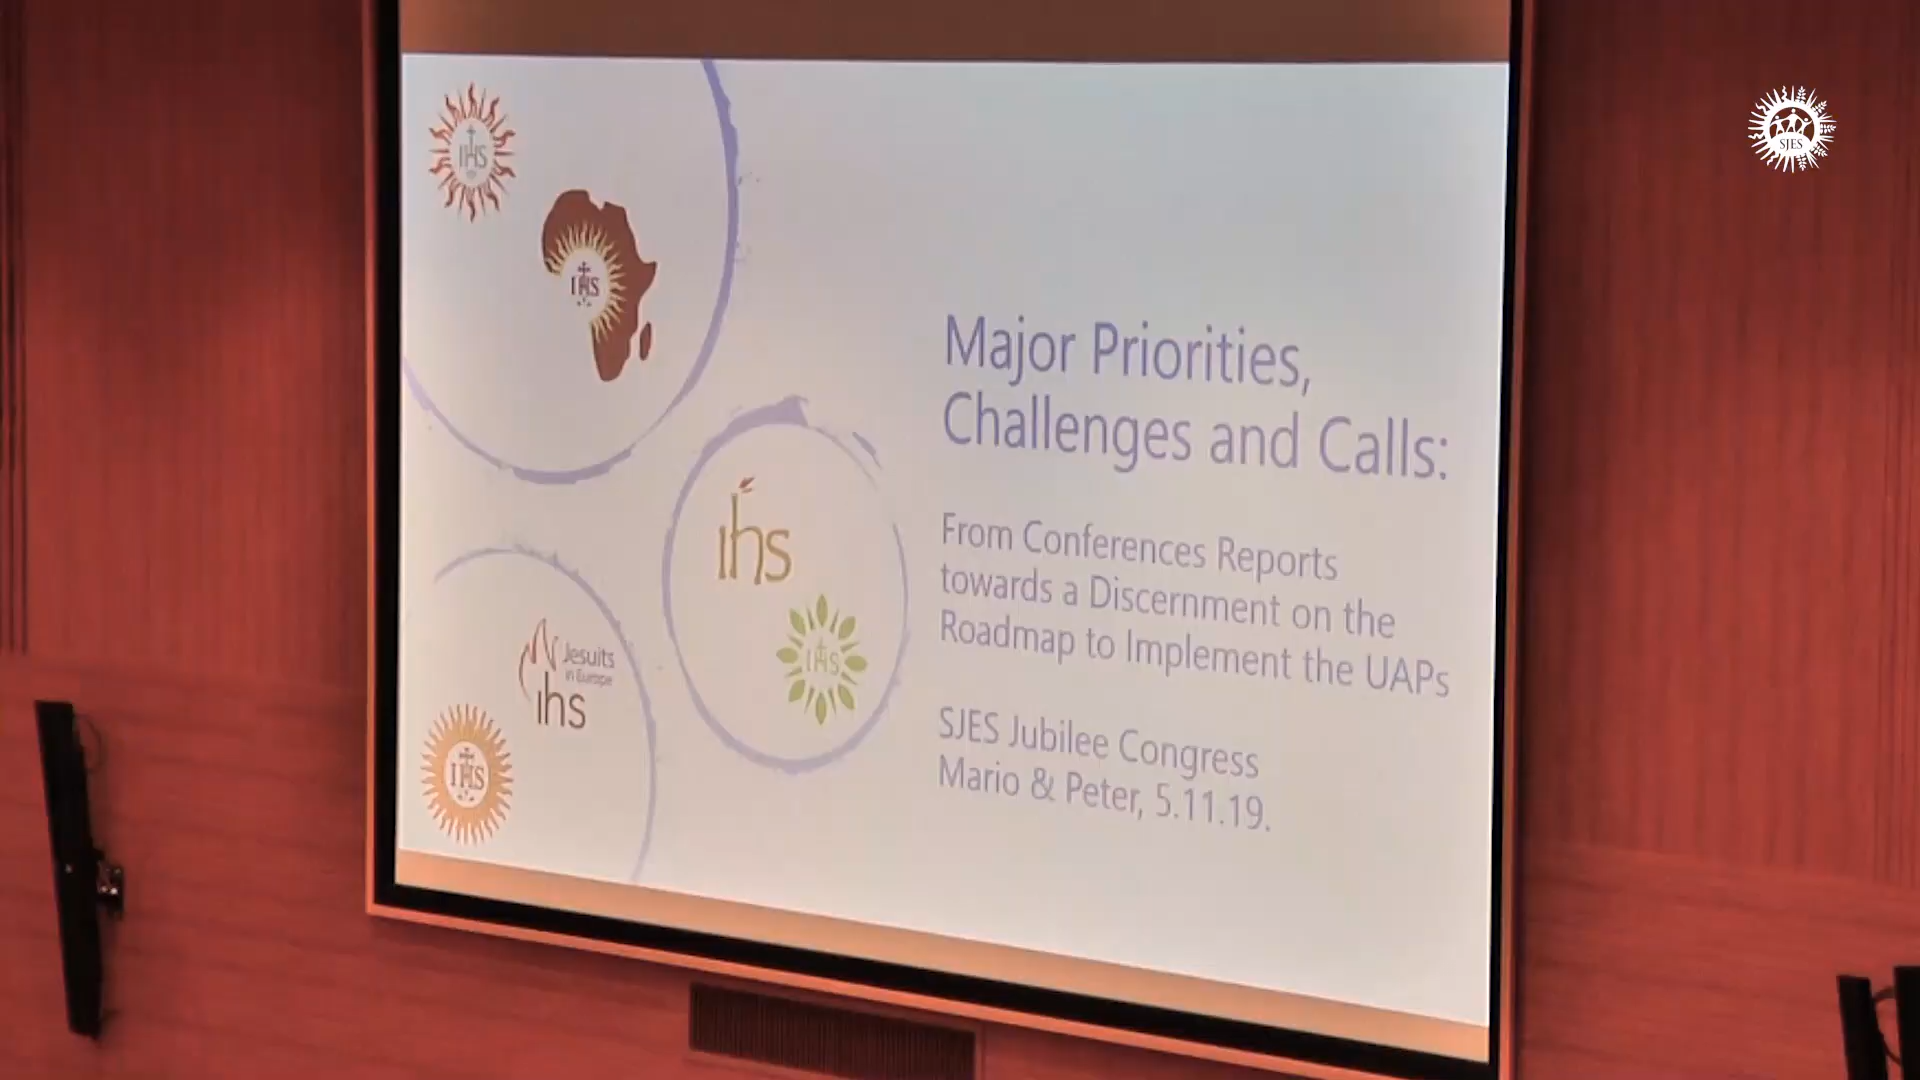 IHS
IHS
ihs
IHS
Jesuits
in Europe
ihs
IHS
Major Priorities,
Challenges and Calls:
From Conferences Reports
towards a Discernment on the
Roadmap to Implement the UAPs
SJES Jubilee Congress
Mario & Peter, 5.11.19.
SJES